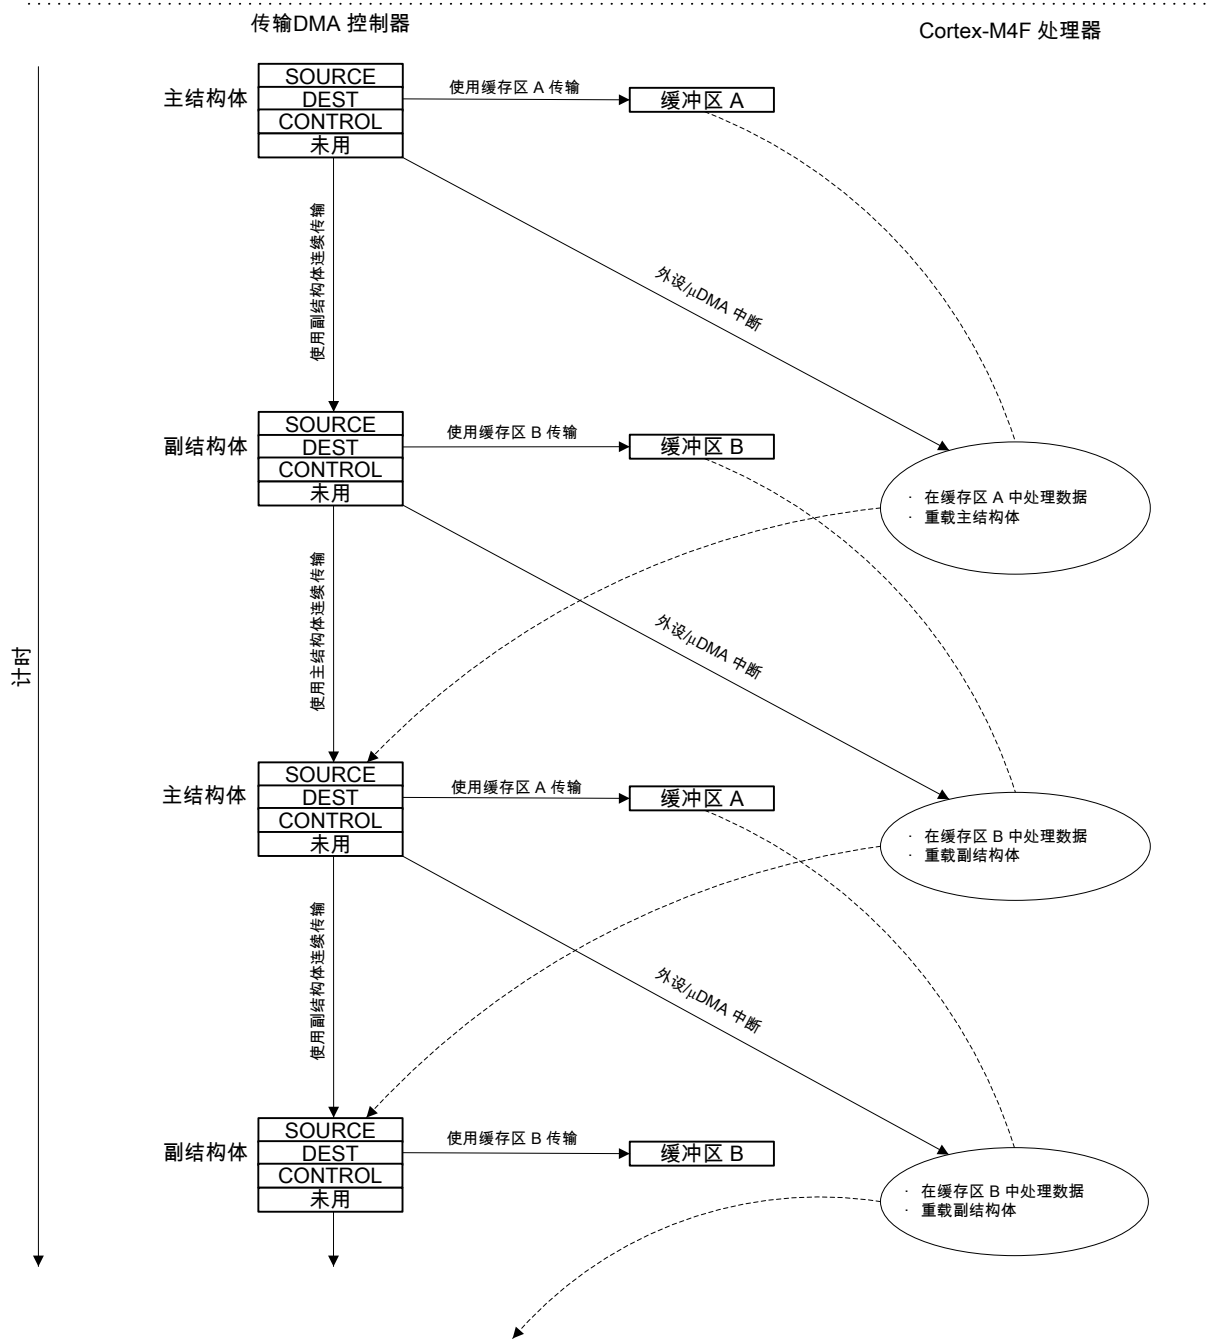 传输DMA 控制器
Cortex-M4F 处理器
计时
主结构体
SOURCE
DEST
CONTROL
未用
使用缓存区 A 传输
缓冲区 A
使用副结构体连续传输
外设/μDMA 中断
副结构体
SOURCE
DEST
CONTROL
未用
使用缓存区 B 传输
缓冲区 B
· 在缓存区 A 中处理数据
· 重载主结构体
使用主结构体连续传输
外设/μDMA 中断
主结构体
SOURCE
DEST
CONTROL
未用
使用缓存区 A 传输
缓冲区 A
· 在缓存区 B 中处理数据
· 重载副结构体
使用副结构体连续传输
外设/μDMA 中断
副结构体
SOURCE
DEST
CONTROL
未用
使用缓存区 B 传输
缓冲区 B
· 在缓存区 B 中处理数据
· 重载副结构体